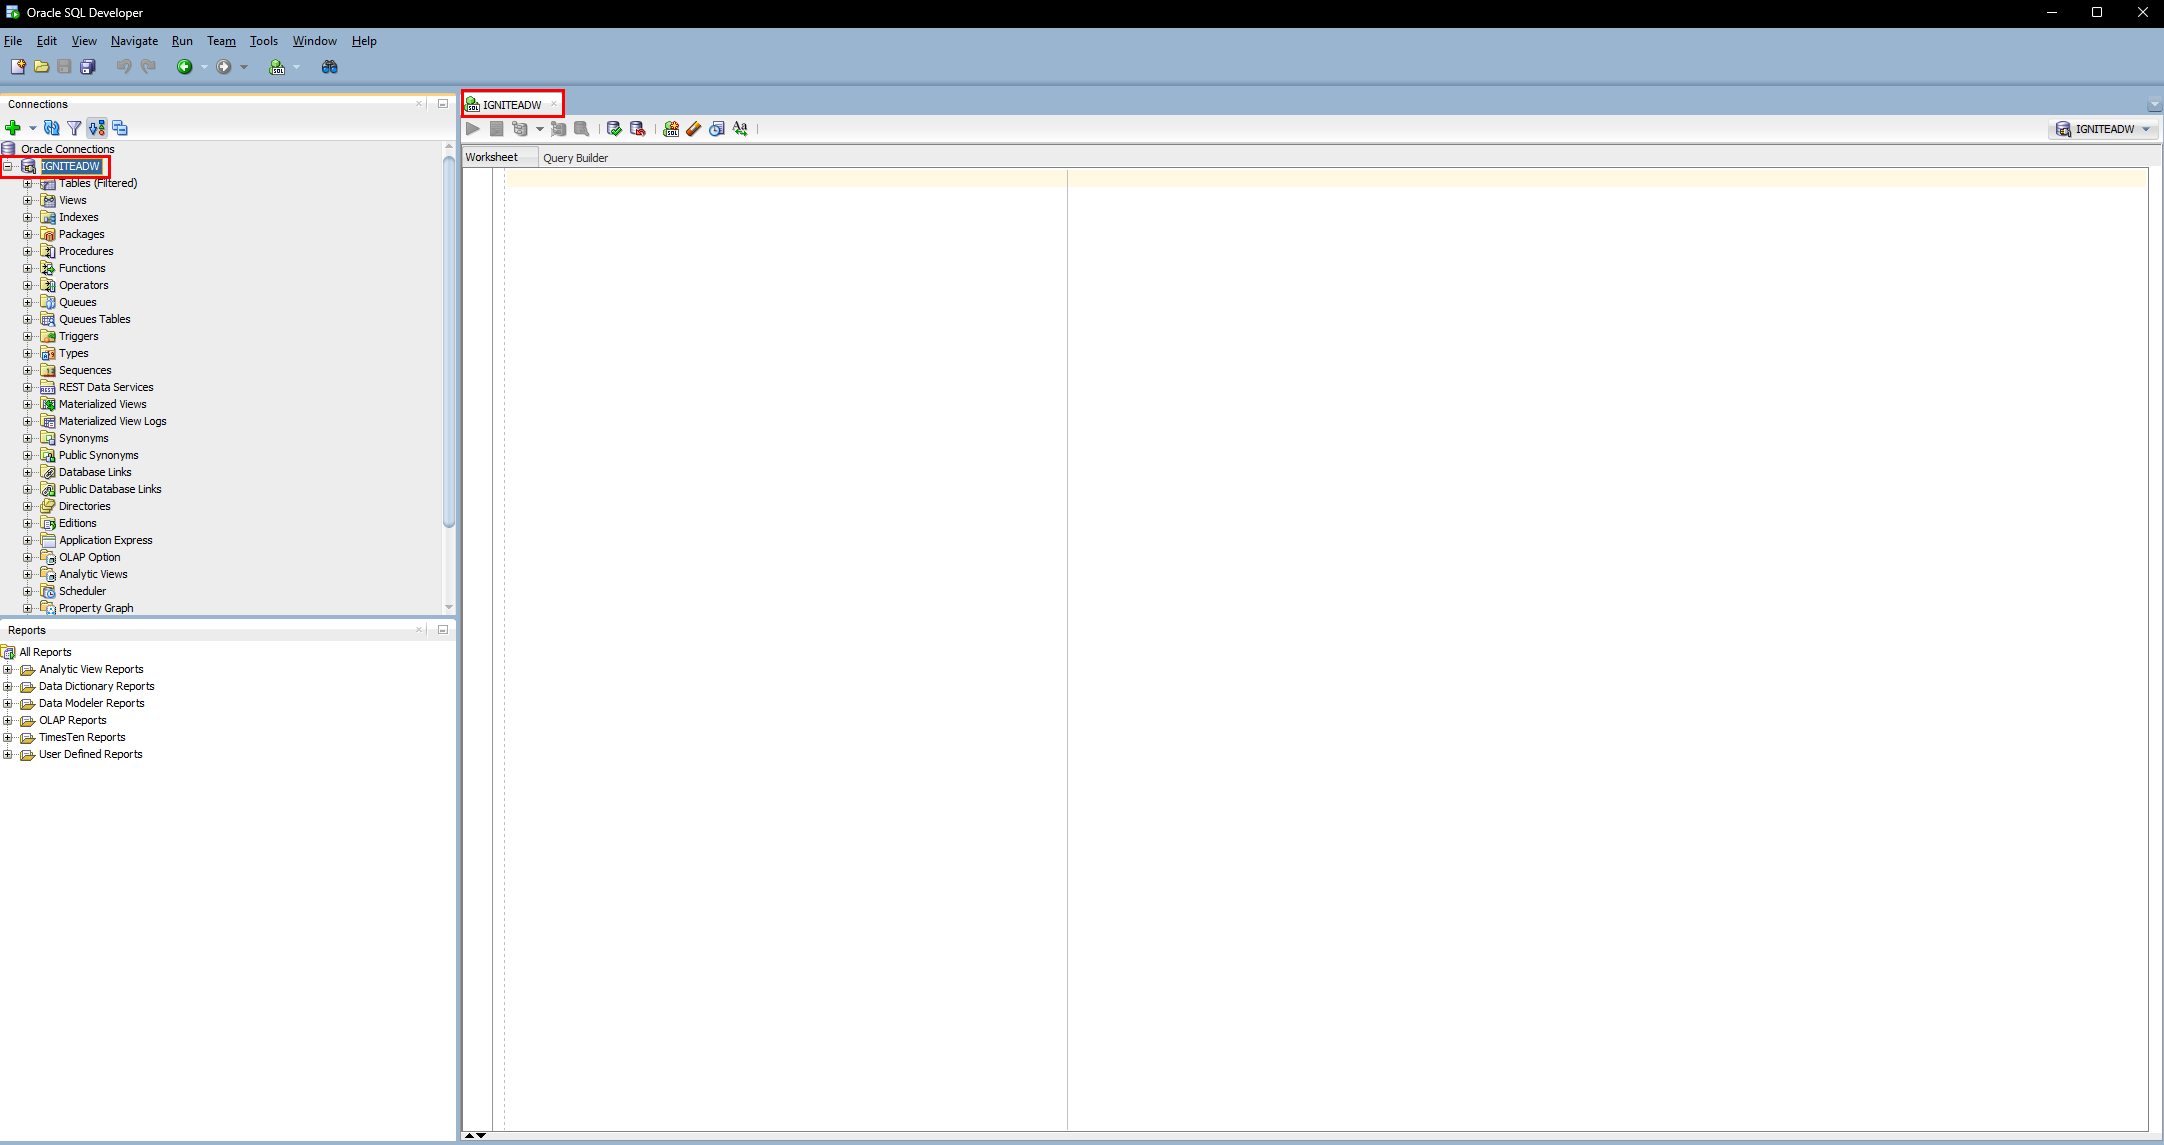 Oracle SQL Developer
File Edit View Navigate Run Team Tools Window Help
Connections
Oracle Connections
IGNITEADW
Tables (Filtered)
Views
Indexes
Packages
Procedures
Functions
Operators
Queues
Queues Tables
Triggers
Types
Sequences
REST Data Services
Materialized Views
Materialized View Logs
Synonyms
Public Synonyms
Database Links
Public Database Links
Directories
Editions
Application Express
OLAP Option
Analytic Views
Scheduler
Property Graph
Reports
All Reports
Analytic View Reports
Data Dictionary Reports
Data Modeler Reports
OLAP Reports
TimesTen Reports
User Defined Reports
IGNITEADW
IGNITEADW
Worksheet Query Builder